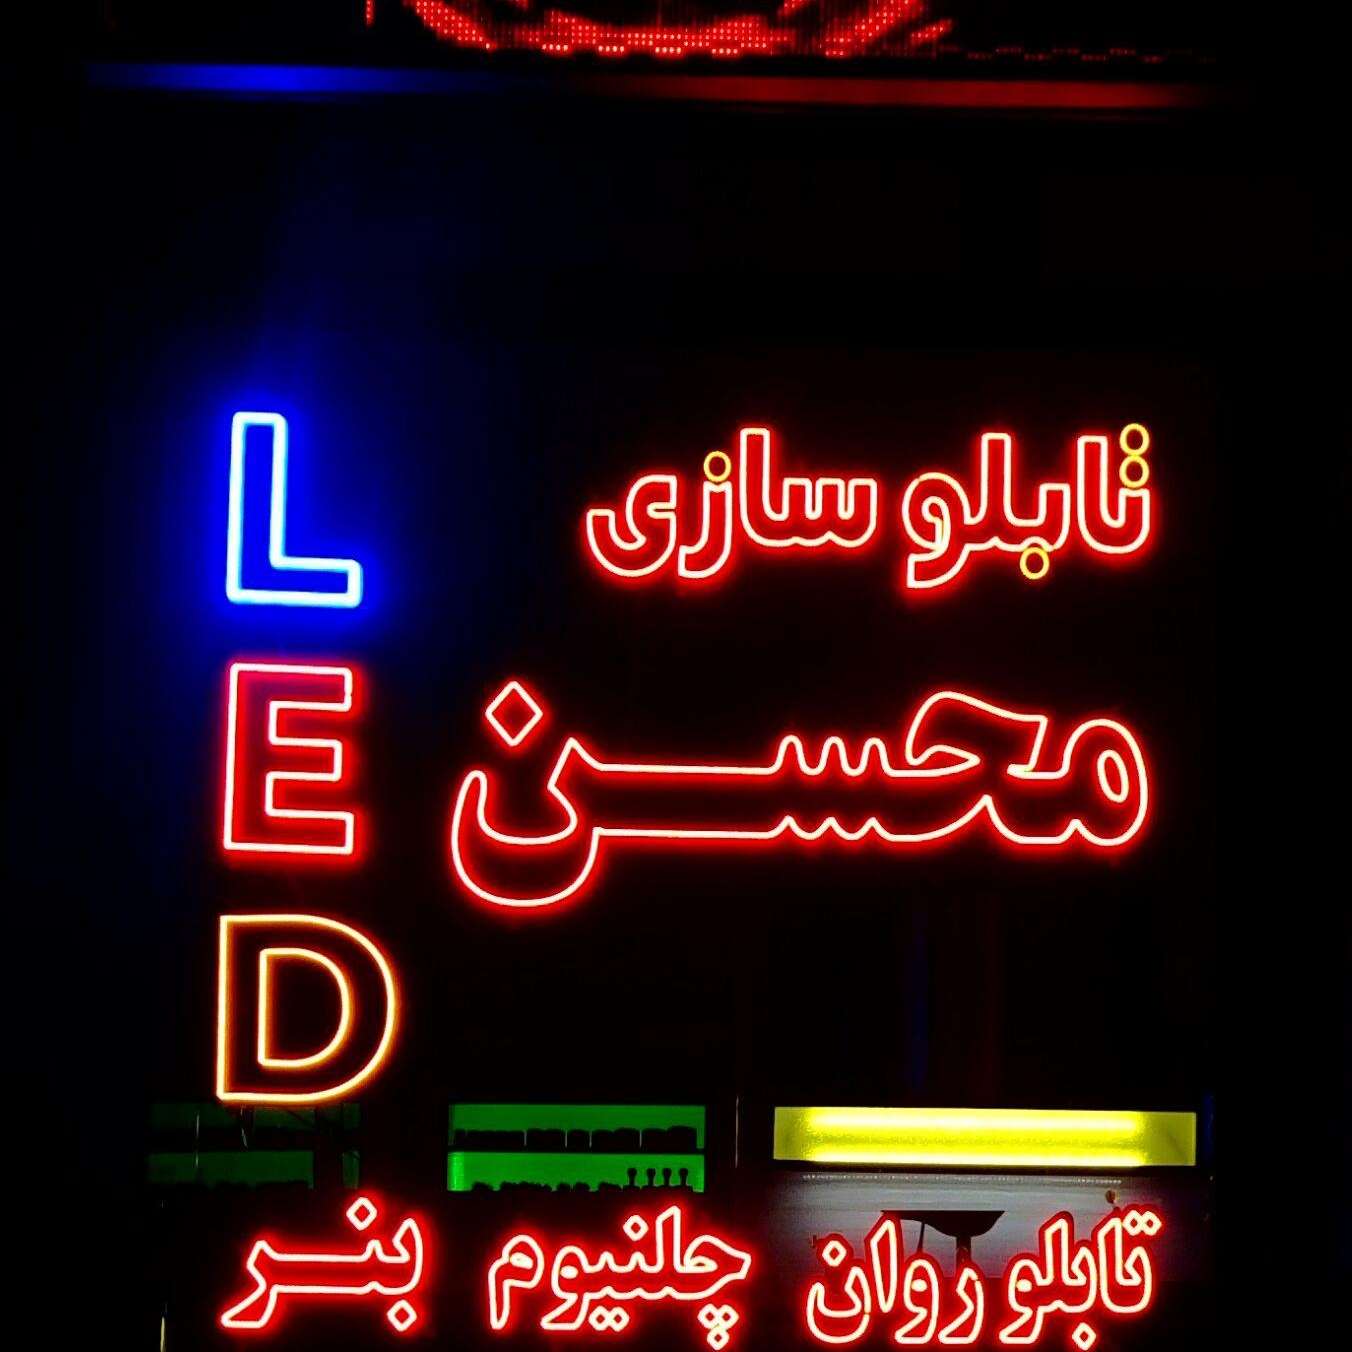 تابلو سازی
محسن
LED
تابلو روان چلنیوم بنر